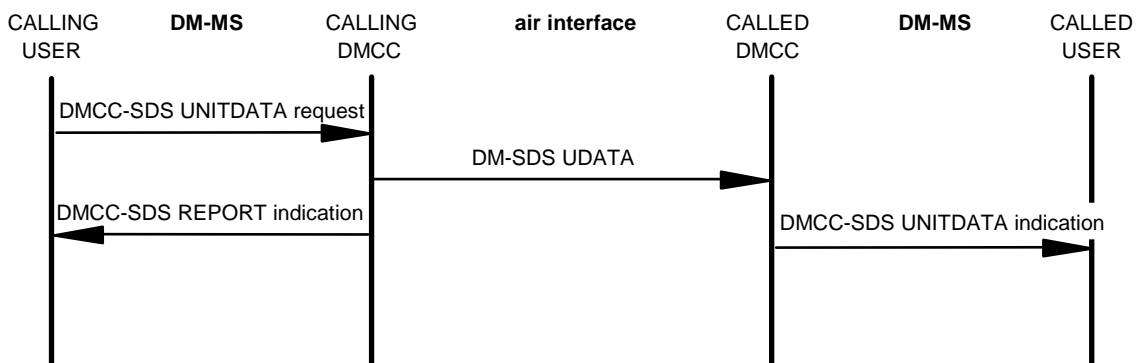 CALLING USER
DM-MS
CALLING DMCC
air interface
CALLED DMCC
DM-MS
CALLED USER
DMCC-SDS UNITDATA request
DM-SDS UDATA
DMCC-SDS REPORT indication
DMCC-SDS UNITDATA indication